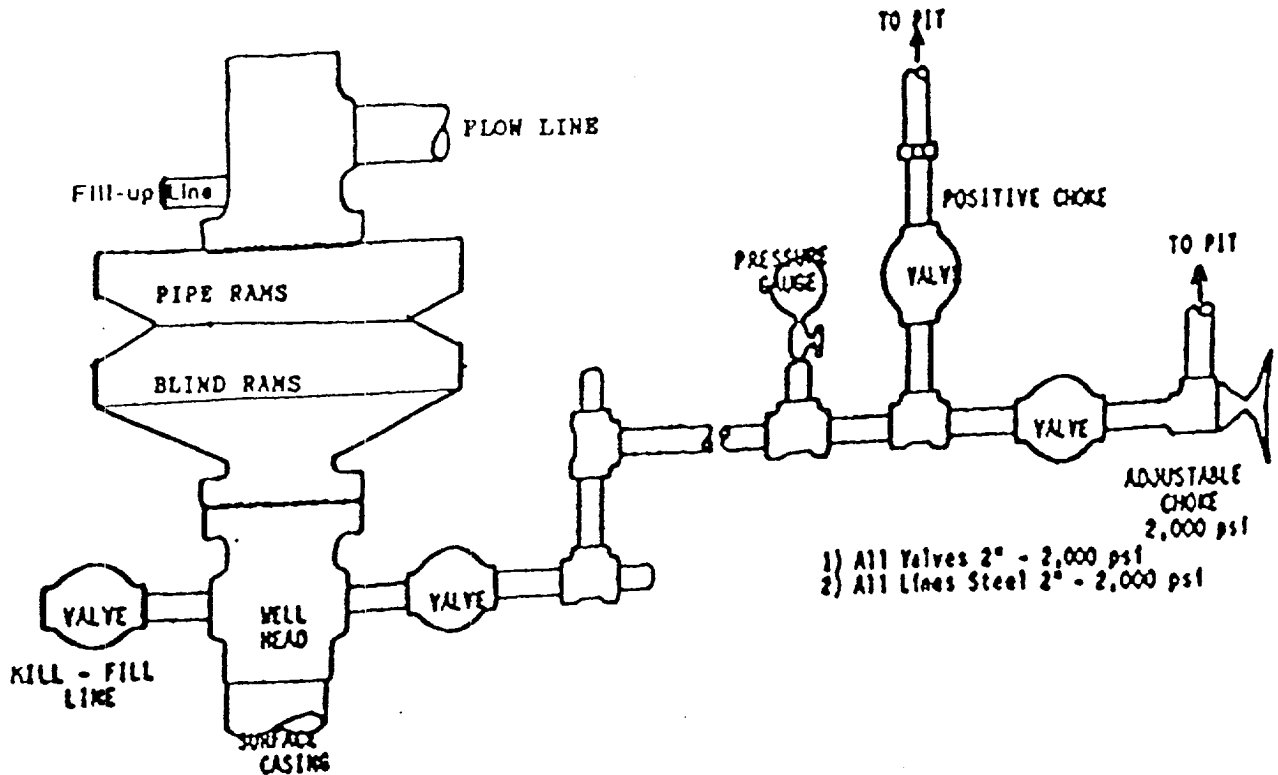 TO PIT
FLOW LINE
Fill-up Line
POSITIVE CHOKE
TO PIT
PRESSURE
GAUGE
VALVE
PIPE RAMS
BLIND RAMS
VALVE
ADJUSTABLE
CHOKE
2,000 psi
1) All Valves 2" - 2,000 psi
2) All Lines Steel 2" - 2,000 psi
VALVE
WELL
HEAD
VALVE
KILL - FILL
LINE
SURFACE
CASING